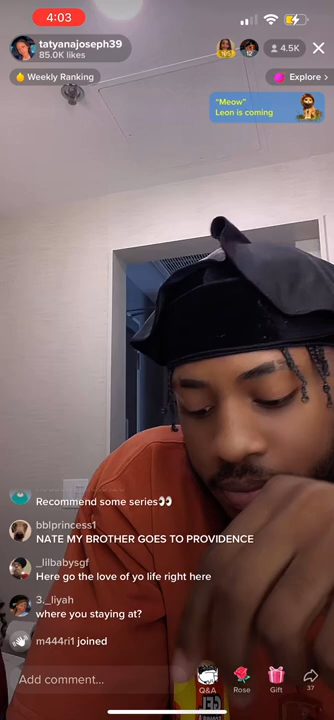 4:03
tatyanajoseph39
85.0K likes
4.5K
Weekly Ranking
Explore >
"Meow"
Leon is coming
Recommend some series👀
bblprincess1
NATE MY BROTHER GOES TO PROVIDENCE
_lilbabysgf
Here go the love of yo life right here
3._liyah
where you staying at?
m444ri1 joined
Add comment...
Q&A
Rose
Gift
37